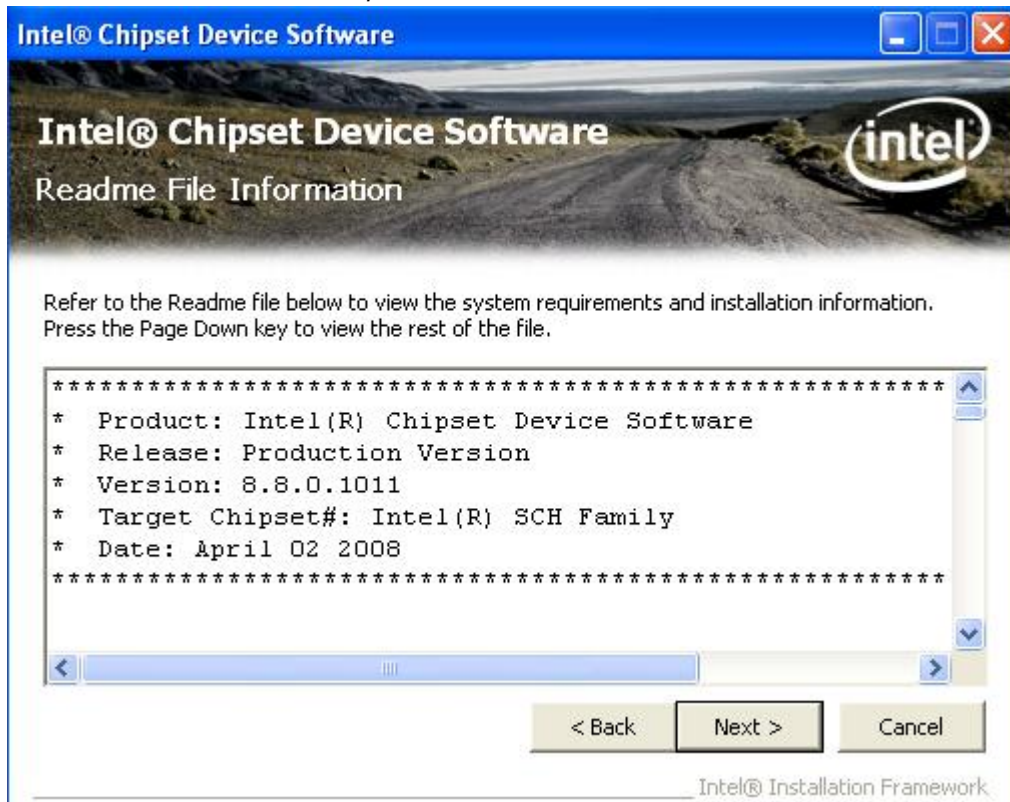 Intel® Chipset Device Software
Intel® Chipset Device Software
intel
Readme File Information
Refer to the Readme file below to view the system requirements and installation information.
Press the Page Down key to view the rest of the file.
********************************************************
* Product: Intel(R) Chipset Device Software
* Release: Production Version
* Version: 8.8.0.1011
* Target Chipset#: Intel(R) SCH Family
* Date: April 02 2008
********************************************************
< Back Next > Cancel
Intel® Installation Framework